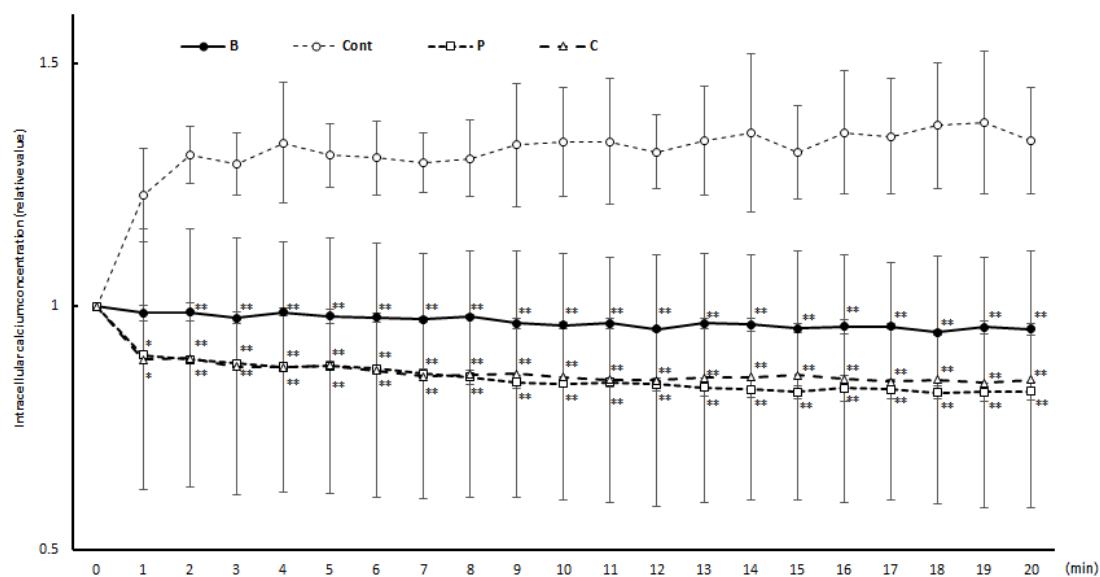 B Cont P C
1.5
Intracellular calcium concentration (relative value)
1
** ** ** ** ** ** ** ** ** ** ** ** ** ** ** ** ** ** **
* ** ** ** ** ** ** ** ** ** ** ** ** ** ** ** ** ** ** **
* ** ** ** ** ** ** ** ** ** ** ** ** ** ** ** ** ** ** **
0.5
0 1 2 3 4 5 6 7 8 9 10 11 12 13 14 15 16 17 18 19 20 (min)